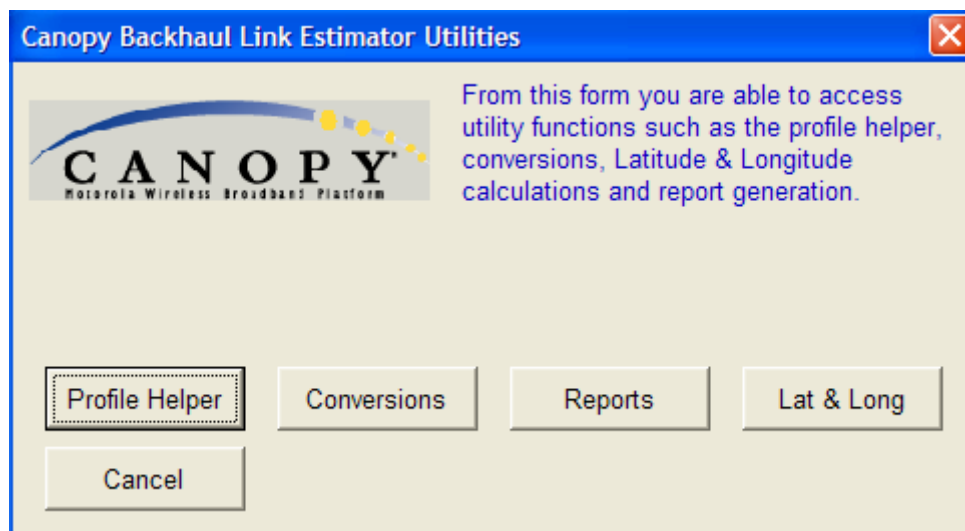 Canopy Backhaul Link Estimator Utilities
From this form you are able to access
utility functions such as the profile helper,
conversions, Latitude & Longitude
calculations and report generation.
CANOPY
Motorola Wireless Broadband Platform
Profile Helper
Conversions
Reports
Lat & Long
Cancel